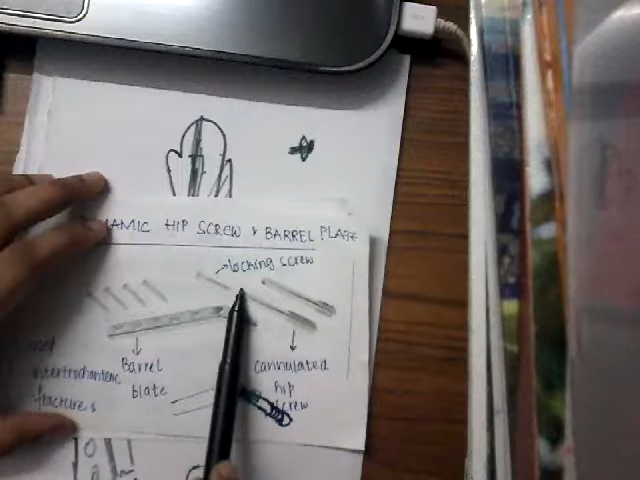 AMIC HIP SCREW & BARREL PLATE
locking screw
Barrel
plate
cannulated
hip
screw
intertrochanteric
fractures